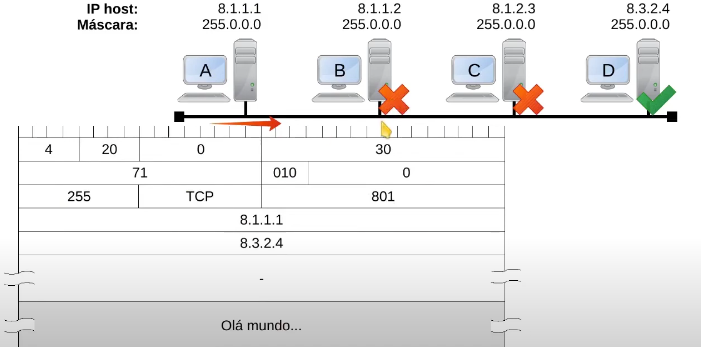 IP host: 8.1.1.1 8.1.1.2 8.1.2.3 8.3.2.4
Máscara: 255.0.0.0 255.0.0.0 255.0.0.0 255.0.0.0
A B C D
4 20 0 30
71 010 0
255 TCP 801
8.1.1.1
8.3.2.4
-
Olá mundo...